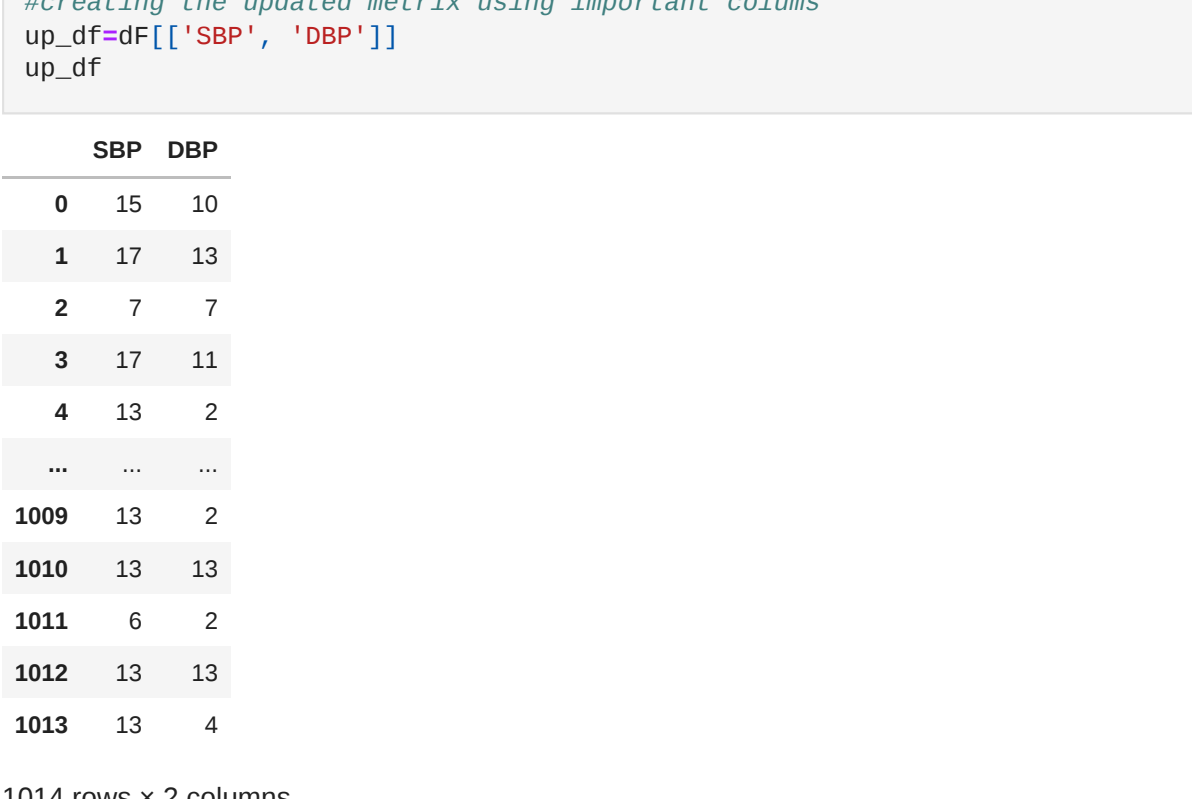 #creating the updated metrix using important colums
up_df=dF[['SBP', 'DBP']]
up_df
SBP DBP
0 15 10
1 17 13
2 7 7
3 17 11
4 13 2
... ... ...
1009 13 2
1010 13 13
1011 6 2
1012 13 13
1013 13 4
1014 rows × 2 columns